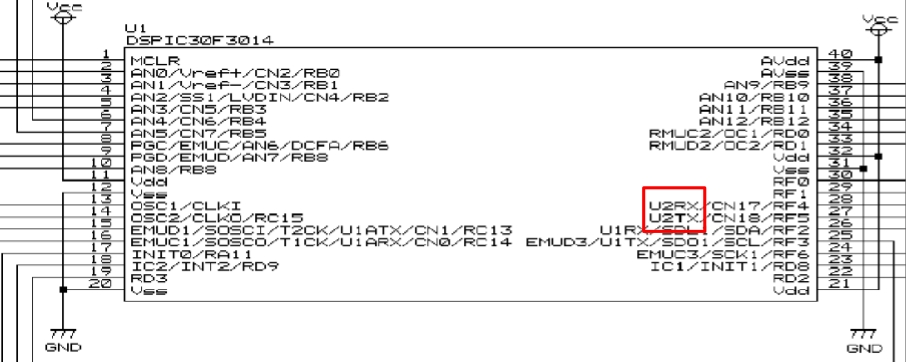 Vcc
Vcc
U1
DSPIC30F3014
1 MCLR
2 AN0/Vref+/CN2/RB0
3 AN1/Vref-/CN3/RB1
4 AN2/SS1/LVDIN/CN4/RB2
5 AN3/CN5/RB3
6 AN4/CN6/RB4
7 AN5/CN7/RB5
8 PGC/EMUC/AN6/OCFA/RB6
9 PGD/EMUD/AN7/RB8
10 AN8/RB8
11 Vdd
12 Vss
13 OSC1/CLKI
14 OSC2/CLKO/RC15
15 EMUD1/SOSCI/T2CK/U1ATX/CN1/RC13
16 EMUC1/SOSCO/T1CK/U1ARX/CN0/RC14
17 INIT0/RA11
18 IC2/INT2/RD9
19 RD3
20 Vss
AVdd 40
AVss 39
AN9/RB9 38
AN10/RB10 37
AN11/RB11 36
AN12/RB12 35
RMUC2/OC1/RD0 34
RMUD2/OC2/RD1 33
Vdd 32
Vss 31
RF0 30
RF1 29
U2RX/CN17/RF4 28
U2TX/CN18/RF5 27
U1RX/SDI1/SDA/RF2 26
EMUD3/U1TX/SDO1/SCL/RF3 25
EMUC3/SCK1/RF6 24
IC1/INIT1/RD8 23
RD2 22
Vdd 21
GND
GND